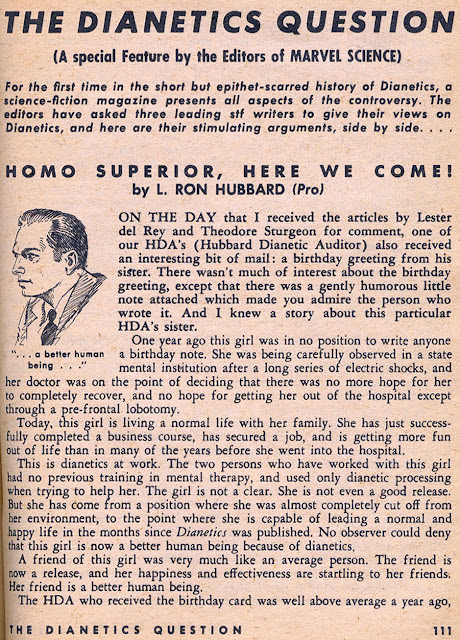 THE DIANETICS QUESTION
(A special Feature by the Editors of MARVEL SCIENCE)
For the first time in the short but epithet-scarred history of Dianetics, a
science-fiction magazine presents all aspects of the controversy. The
editors have asked three leading stf writers to give their views on
Dianetics, and here are their stimulating arguments, side by side. . . .
HOMO SUPERIOR, HERE WE COME!
by L. RON HUBBARD (Pro)
ON THE DAY that I received the articles by Lester
del Rey and Theodore Sturgeon for comment, one of
our HDA's (Hubbard Dianetic Auditor) also received
an interesting bit of mail: a birthday greeting from his
sister. There wasn't much of interest about the birthday
greeting, except that there was a gently humorous little
note attached which made you admire the person who
wrote it. And I knew a story about this particular
HDA's sister.
One year ago this girl was in no position to write anyone
a birthday note. She was being carefully observed in a state
mental institution after a long series of electric shocks, and
"... a better human
being . . ."
her doctor was on the point of deciding that there was no more hope for her
to completely recover, and no hope for getting her out of the hospital except
through a pre-frontal lobotomy.
Today, this girl is living a normal life with her family. She has just success-
fully completed a business course, has secured a job, and is getting more fun
out of life than in many of the years before she went into the hospital.
This is dianetics at work. The two persons who have worked with this girl
had no previous training in mental therapy, and used only dianetic processing
when trying to help her. The girl is not a clear. She is not even a good release.
But she has come from a position where she was almost completely cut off from
her environment, to the point where she is capable of leading a normal and
happy life in the months since Dianetics was published. No observer could deny
that this girl is now a better human being because of dianetics.
A friend of this girl was very much like an average person. The friend is
now a release, and her happiness and effectiveness are startling to her friends.
Her friend is a better human being.
The HDA who received the birthday card was well above average a year ago,
THE DIANETICS QUESTION 111